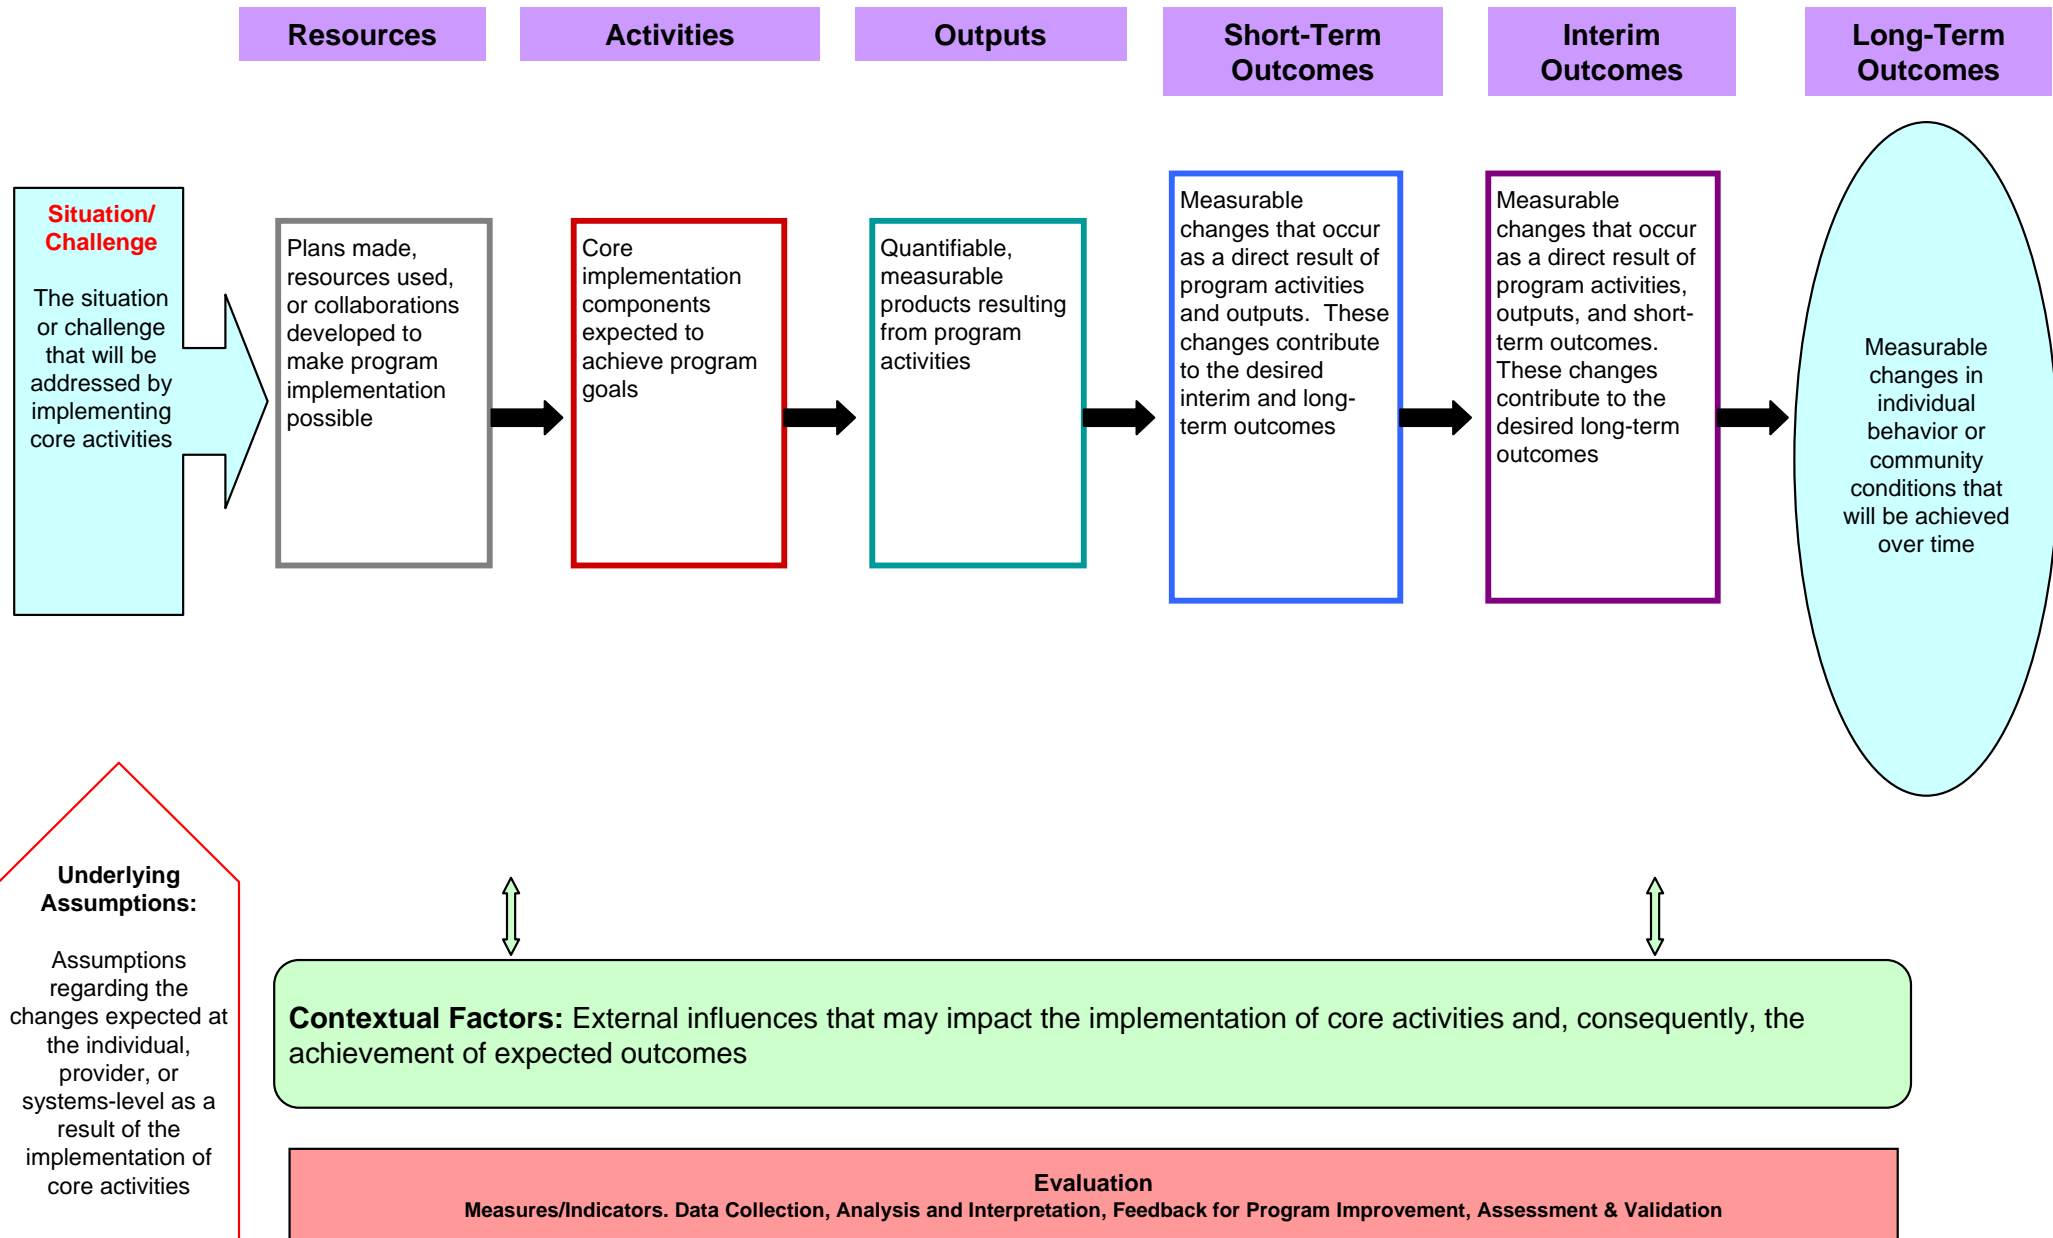 Resources
Activities
Outputs
Short-Term
Outcomes
Interim
Outcomes
Long-Term
Outcomes
Situation/
Challenge
The situation
or challenge
that will be
addressed by
implementing
core activities
Plans made,
resources used,
or collaborations
developed to
make program
implementation
possible
Core
implementation
components
expected to
achieve program
goals
Quantifiable,
measurable
products resulting
from program
activities
Measurable
changes that occur
as a direct result of
program activities
and outputs.  These
changes contribute
to the desired
interim and long-
term outcomes
Measurable
changes that occur
as a direct result of
program activities,
outputs, and short-
term outcomes.
These changes
contribute to the
desired long-term
outcomes
Measurable
changes in
individual
behavior or
community
conditions that
will be achieved
over time
Underlying
Assumptions:
Assumptions
regarding the
changes expected at
the individual,
provider, or
systems-level as a
result of the
implementation of
core activities
Contextual Factors: External influences that may impact the implementation of core activities and, consequently, the
achievement of expected outcomes
Evaluation
Measures/Indicators. Data Collection, Analysis and Interpretation, Feedback for Program Improvement, Assessment & Validation